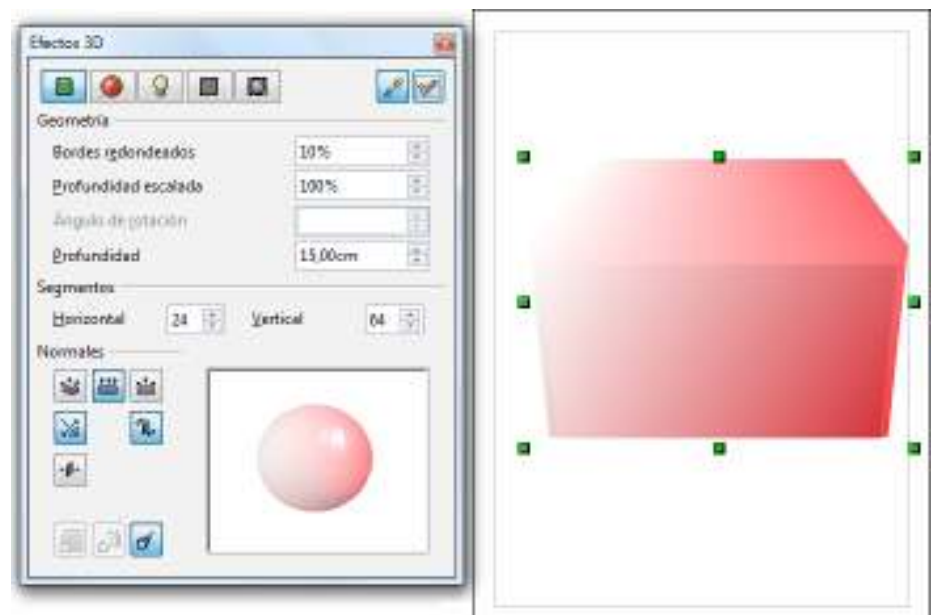 Efectos 3D
Geometría
Bordes redondeados 10%
Profundidad escalada 100%
Ángulo de rotación
Profundidad 15,00cm
Segmentos
Horizontal 24 Vertical 64
Normales